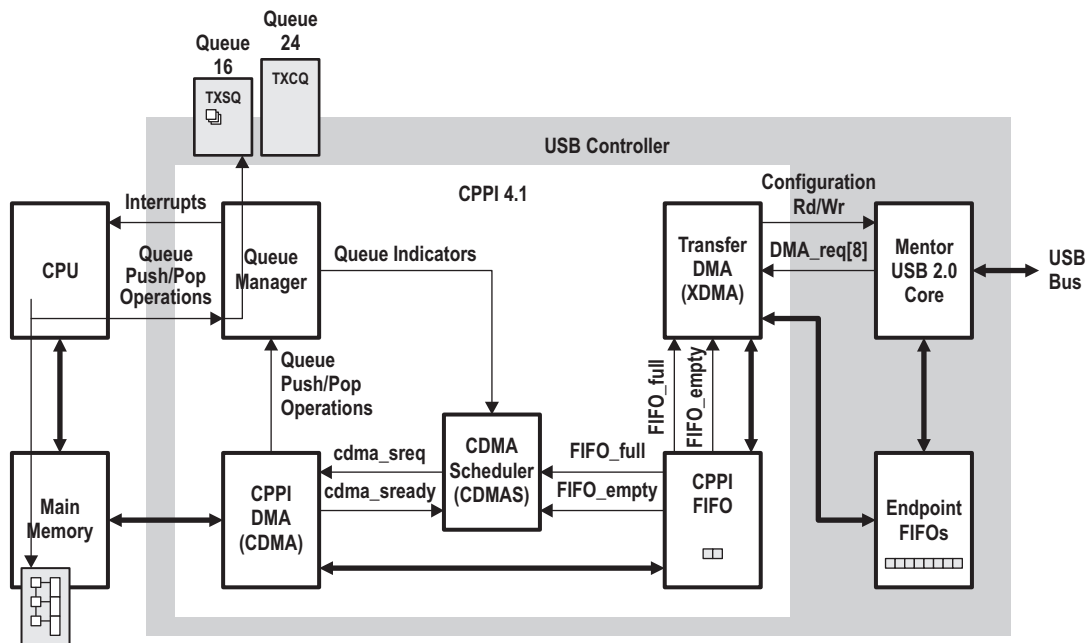 Queue
24
Queue
16
TXCQ
TXSQ
USB Controller
CPPI 4.1
Configuration
Rd/Wr
Interrupts
CPU
Queue
Push/Pop
Operations
Queue
Manager
Queue Indicators
Transfer
DMA
(XDMA)
DMA_req[8]
Mentor
USB 2.0
Core
USB
Bus
Queue
Push/Pop
Operations
FIFO_full
FIFO_empty
Main
Memory
CPPI
DMA
(CDMA)
cdma_sreq
cdma_sready
CDMA
Scheduler
(CDMAS)
FIFO_full
FIFO_empty
CPPI
FIFO
Endpoint
FIFOs